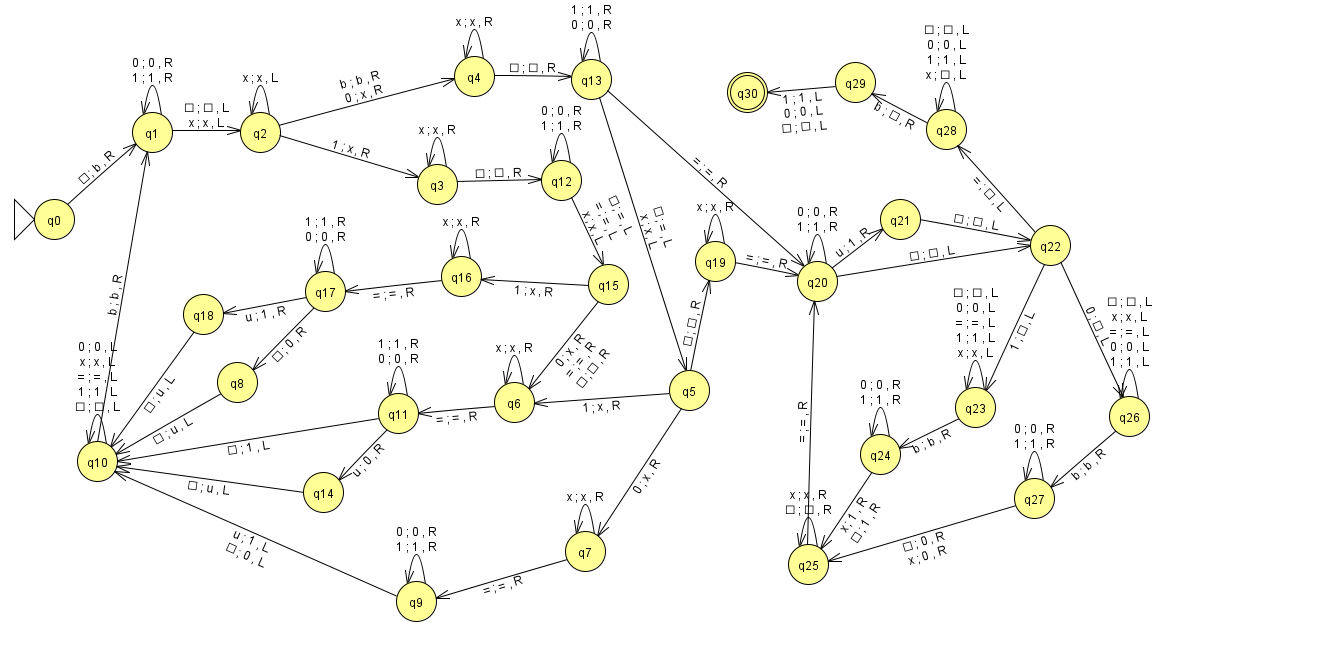 x ; x , R
1 ; 1 , R
0 ; 0 , R
□ ; □ , R
q4
q13
b ; b , R
0 ; x , R
0 ; 0 , R
1 ; 1 , R
q1
□ ; □ , L
x ; x , L
x ; x , L
q2
1 ; x , R
x ; x , R
q3
□ ; □ , R
0 ; 0 , R
1 ; 1 , R
q12
□ ; b , R
q0
□ ; = , L
= ; = , L
x ; x , L
□ ; = , L
x ; x , L
= ; = , R
q30
1 ; 1 , L
0 ; 0 , L
□ ; □ , L
q29
b ; □ , R
□ ; □ , L
0 ; 0 , L
1 ; 1 , L
x ; □ , L
q28
= ; □ , L
0 ; 0 , R
1 ; 1 , R
q20
u ; 1 , R
q21
□ ; □ , L
□ ; □ , L
q22
x ; x , R
q19
= ; = , R
□ ; □ , R
1 ; 1 , R
0 ; 0 , R
q17
x ; x , R
q16
= ; = , R
1 ; x , R
q15
q18
u ; 1 , R
□ ; 0 , R
q8
b ; b , R
□ ; u , L
□ ; u , L
0 ; x , R
= ; = , R
□ ; □ , R
0 ; 0 , L
x ; x , L
= ; = , L
1 ; 1 , L
□ ; □ , L
q10
1 ; 1 , R
0 ; 0 , R
q11
x ; x , R
q6
= ; = , R
1 ; x , R
q5
□ ; 1 , L
u ; 0 , R
q14
□ ; u , L
0 ; x , R
x ; x , R
q7
= ; = , R
0 ; 0 , R
1 ; 1 , R
q9
u ; 1 , L
□ ; 0 , L
= ; = , R
x ; x , R
□ ; □ , R
q25
0 ; 0 , R
1 ; 1 , R
q24
x ; 1 , R
□ ; 1 , R
b ; b , R
□ ; □ , L
0 ; 0 , L
= ; = , L
1 ; 1 , L
x ; x , L
q23
1 ; □ , L
0 ; □ , L
□ ; □ , L
x ; x , L
= ; = , L
0 ; 0 , L
1 ; 1 , L
q26
b ; b , R
0 ; 0 , R
1 ; 1 , R
q27
□ ; 0 , R
x ; 0 , R